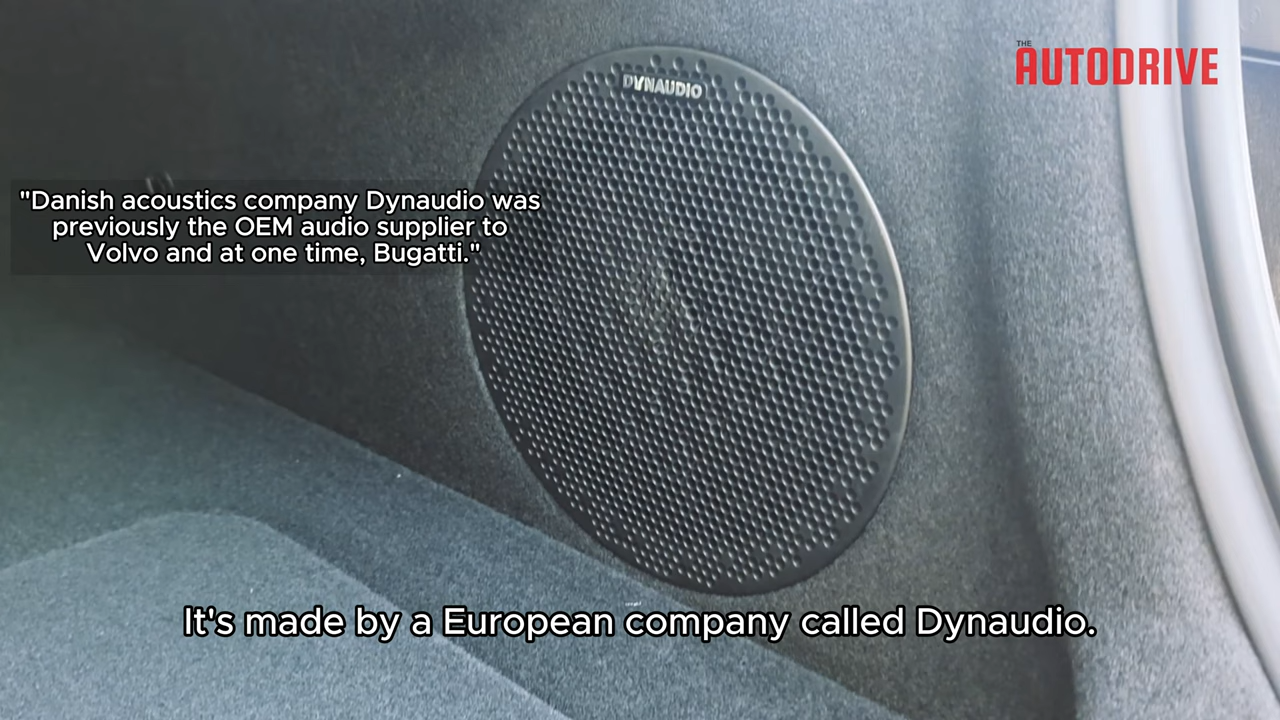 THE
AUTODRIVE
DYNAUDIO
"Danish acoustics company Dynaudio was
previously the OEM audio supplier to
Volvo and at one time, Bugatti."
It's made by a European company called Dynaudio.